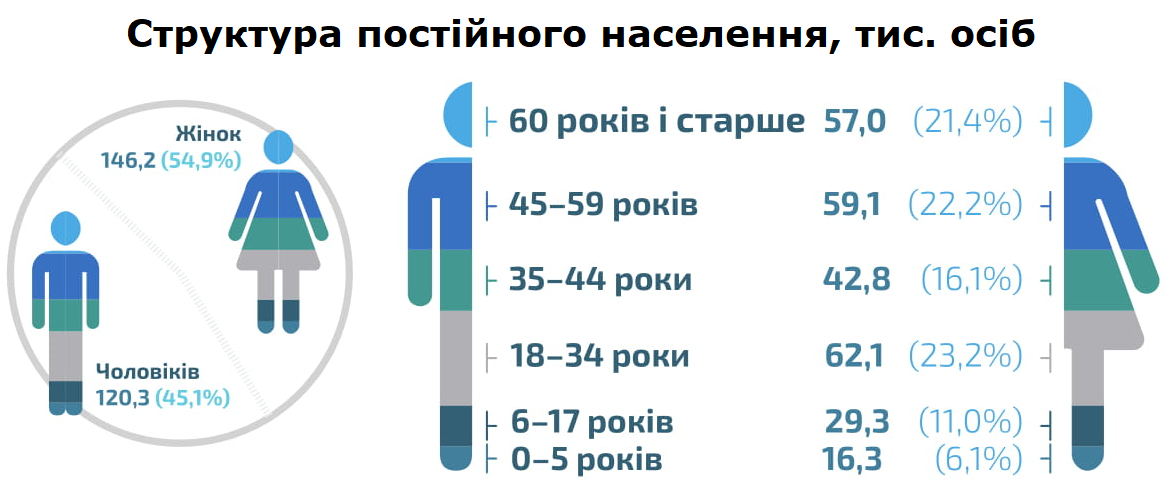 Структура постійного населення, тис. осіб
Жінок
146,2 (54,9%)
Чоловіків
120,3 (45,1%)
60 років і старше 57,0 (21,4%)
45–59 років 59,1 (22,2%)
35–44 роки 42,8 (16,1%)
18–34 роки 62,1 (23,2%)
6–17 років 29,3 (11,0%)
0–5 років 16,3 (6,1%)